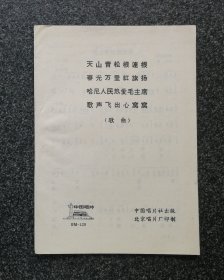 天山青松根连根
春光万里红旗扬
哈尼人民热爱毛主席
歌声飞出心窝窝
(歌曲)
中国唱片
中国唱片社出版
北京唱片厂印制